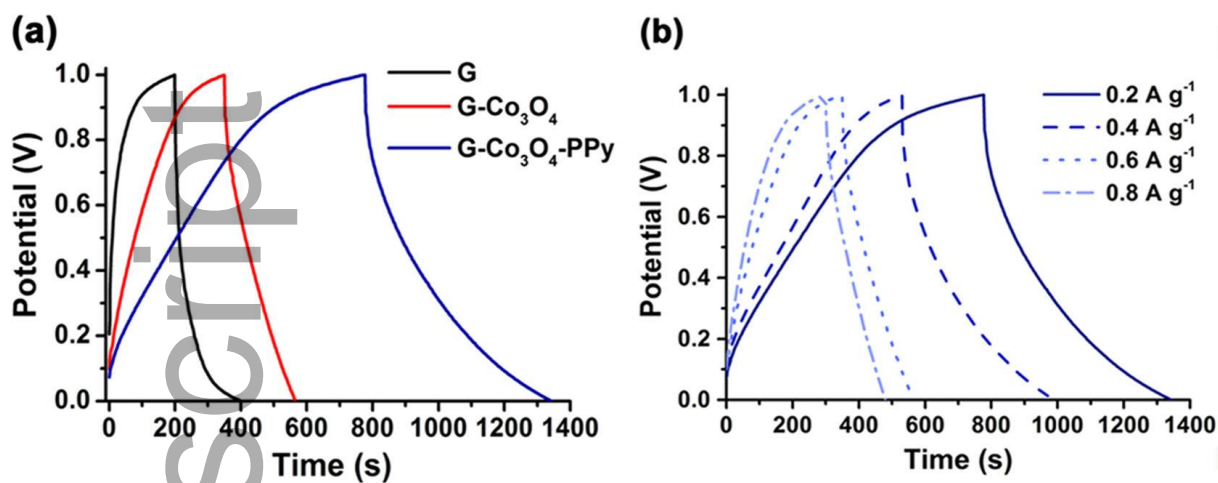 (a)
G
G-Co₃O₄
G-Co₃O₄-PPy
Potential (V)
1.0
0.8
0.6
0.4
0.2
0.0
0 200 400 600 800 1000 1200 1400
Time (s)
script
(b)
0.2 A g⁻¹
0.4 A g⁻¹
0.6 A g⁻¹
0.8 A g⁻¹
Potential (V)
1.0
0.8
0.6
0.4
0.2
0.0
0 200 400 600 800 1000 1200 1400
Time (s)